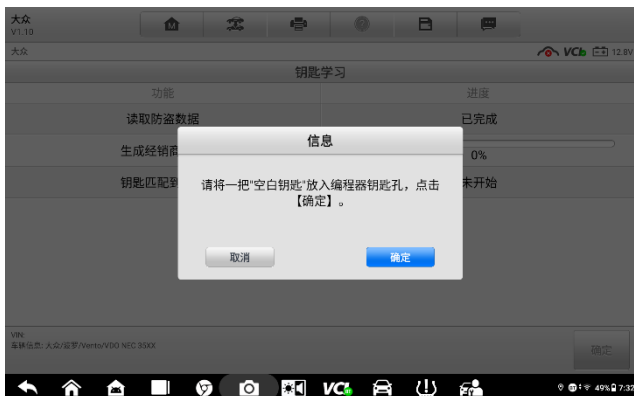 大众
V1.10
M
大众
VCI 12.8V
钥匙学习
功能 进度
读取防盗数据 已完成
生成经销商 0%
钥匙匹配到 未开始
信息
请将一把"空白钥匙"放入编程器钥匙孔，点击
【确定】。
取消 确定
VIN:
车辆信息: 大众/波罗/Vento/VDO NEC 35XX
确定
VCI 49% 7:32